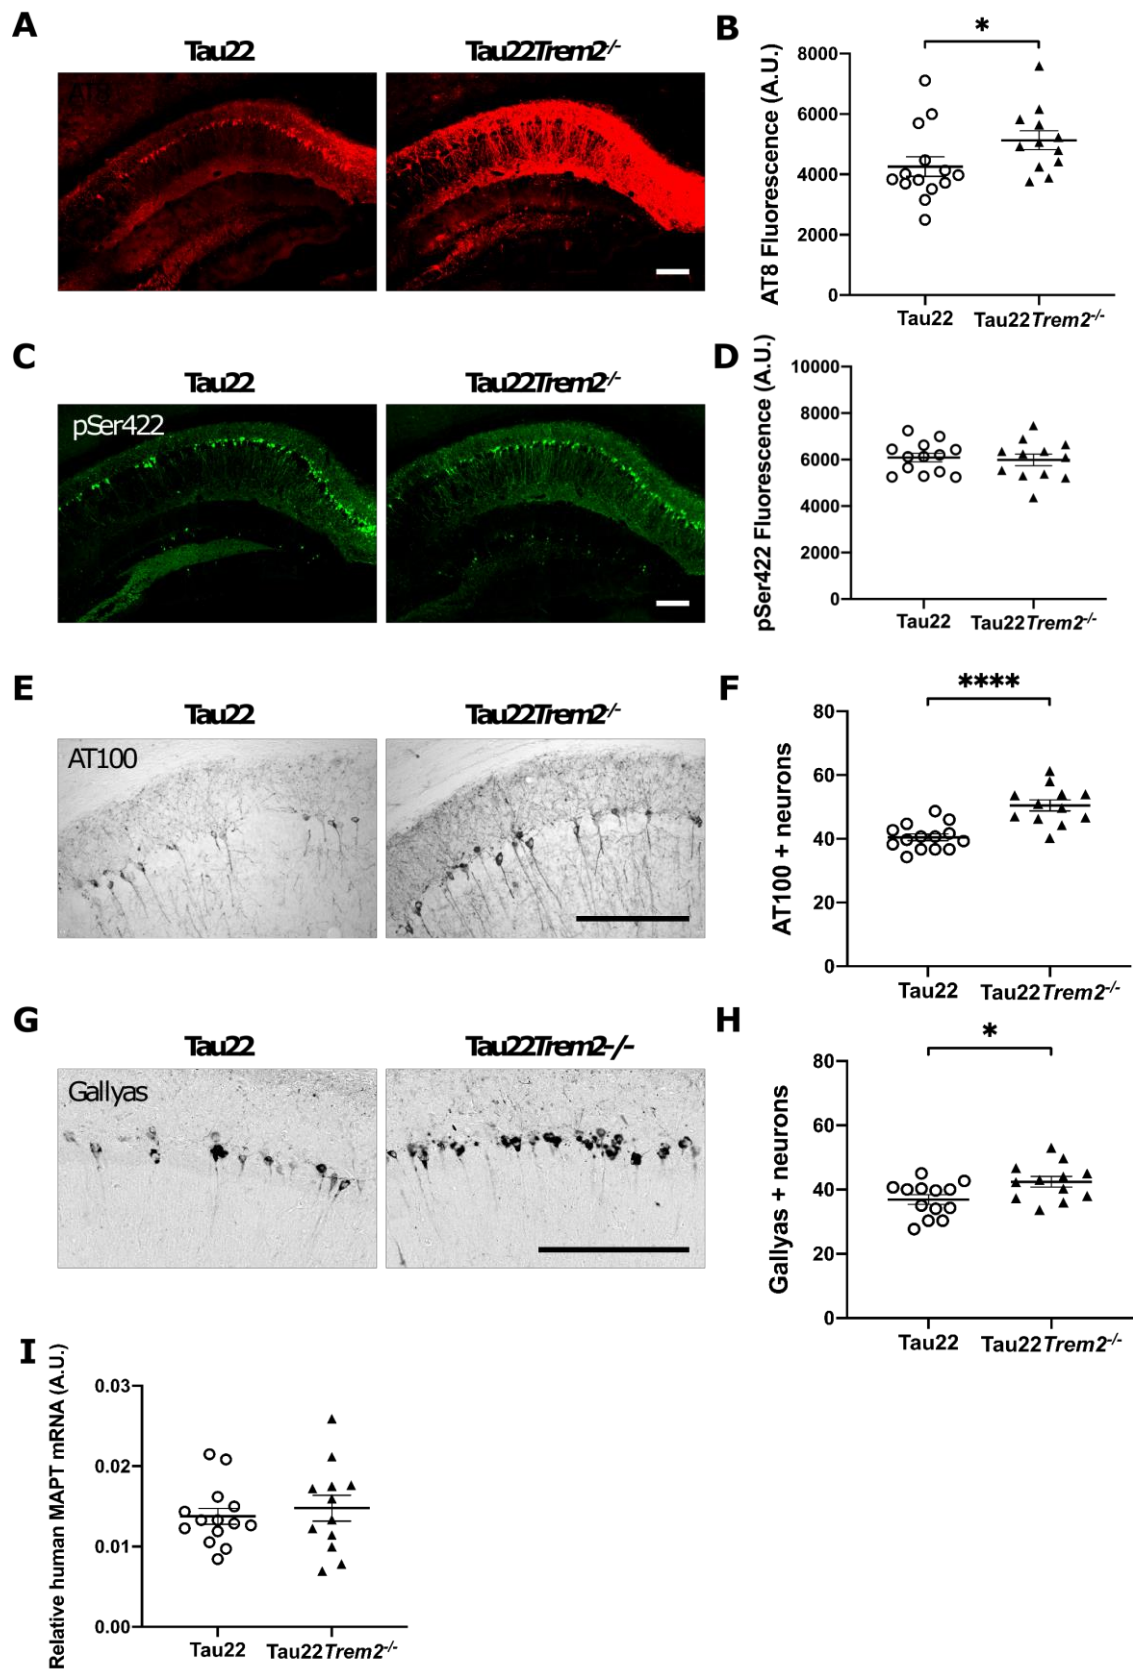 A
Tau22
Tau22Trem2-/-
AT8
B
*
AT8 Fluorescence (A.U.)
8000
6000
4000
2000
0
Tau22
Tau22Trem2-/-
C
Tau22
Tau22Trem2-/-
pSer422
D
pSer422 Fluorescence (A.U.)
10000
8000
6000
4000
2000
0
Tau22
Tau22Trem2-/-
E
Tau22
Tau22Trem2-/-
AT100
F
****
AT100 + neurons
80
60
40
20
0
Tau22
Tau22Trem2-/-
G
Tau22
Tau22Trem2-/-
Gallyas
H
*
Gallyas + neurons
80
60
40
20
0
Tau22
Tau22Trem2-/-
I
Relative human MAPT mRNA (A.U.)
0.03
0.02
0.01
0.00
Tau22
Tau22Trem2-/-